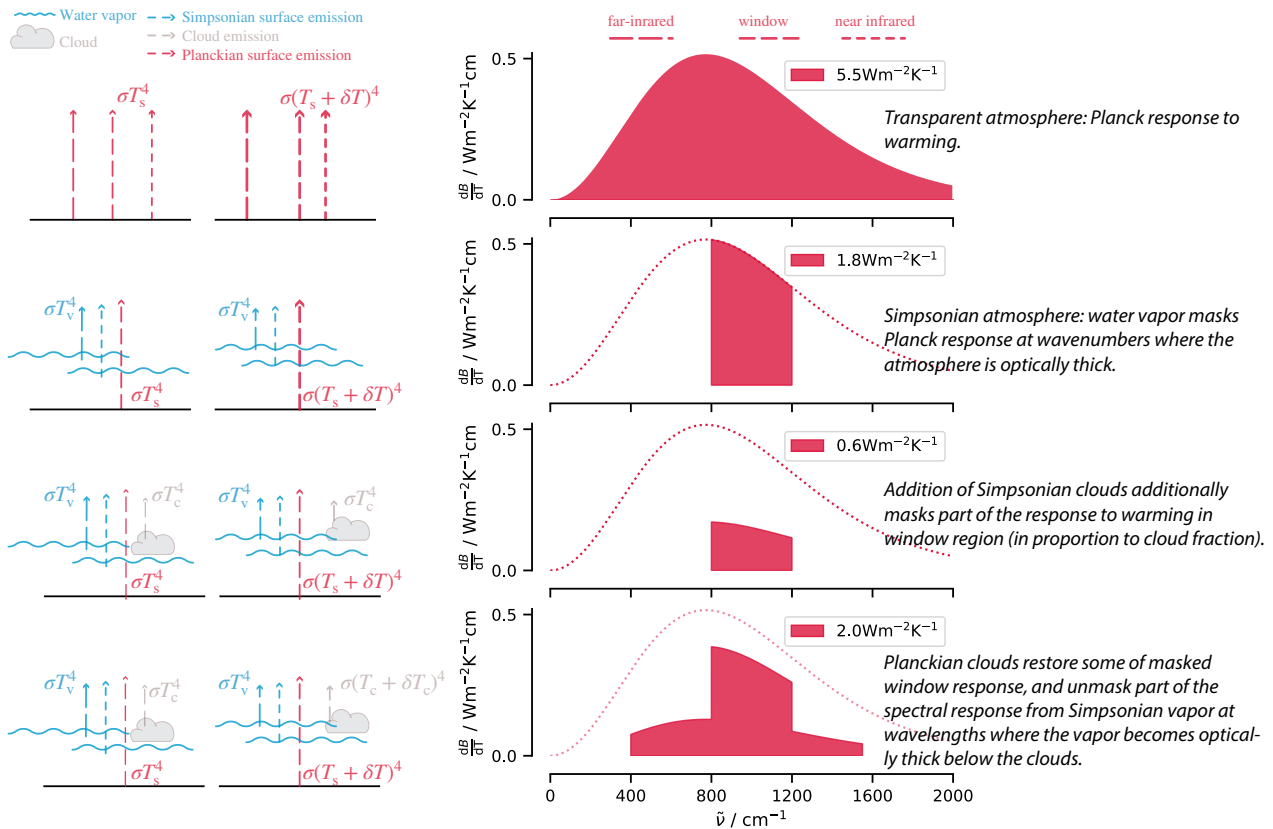 Water vapor
Simpsonian surface emission
Cloud
Cloud emission
Planckian surface emission
far-inrared
window
near infrared
σT_s^4
σ(T_s + δT)^4
0.5
0.0
dB/dT / Wm−2K−1cm
5.5Wm−2K−1
Transparent atmosphere: Planck response to
warming.
σT_v^4
σT_v^4
σT_s^4
σ(T_s + δT)^4
0.5
0.0
dB/dT / Wm−2K−1cm
1.8Wm−2K−1
Simpsonian atmosphere: water vapor masks
Planck response at wavenumbers where the
atmosphere is optically thick.
σT_v^4
σT_c^4
σT_v^4
σT_c^4
σT_s^4
σ(T_s + δT)^4
0.5
0.0
dB/dT / Wm−2K−1cm
0.6Wm−2K−1
Addition of Simpsonian clouds additionally
masks part of the response to warming in
window region (in proportion to cloud fraction).
σT_v^4
σT_c^4
σT_v^4
σ(T_c + δT_c)^4
σT_s^4
σ(T_s + δT)^4
0.5
0.0
dB/dT / Wm−2K−1cm
2.0Wm−2K−1
Planckian clouds restore some of masked
window response, and unmask part of the
spectral response from Simpsonian vapor at
wavelengths where the vapor becomes optical-
ly thick below the clouds.
0 400 800 1200 1600 2000
ν̃ / cm−1